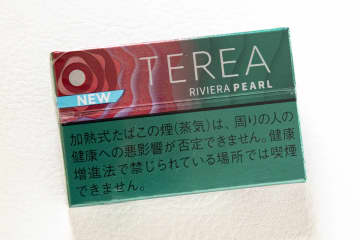 TEREA
NEW
RIVIERA PEARL
加熱式たばこの煙(蒸気)は、周りの人の
健康への悪影響が否定できません。健康
増進法で禁じられている場所では喫煙
できません。